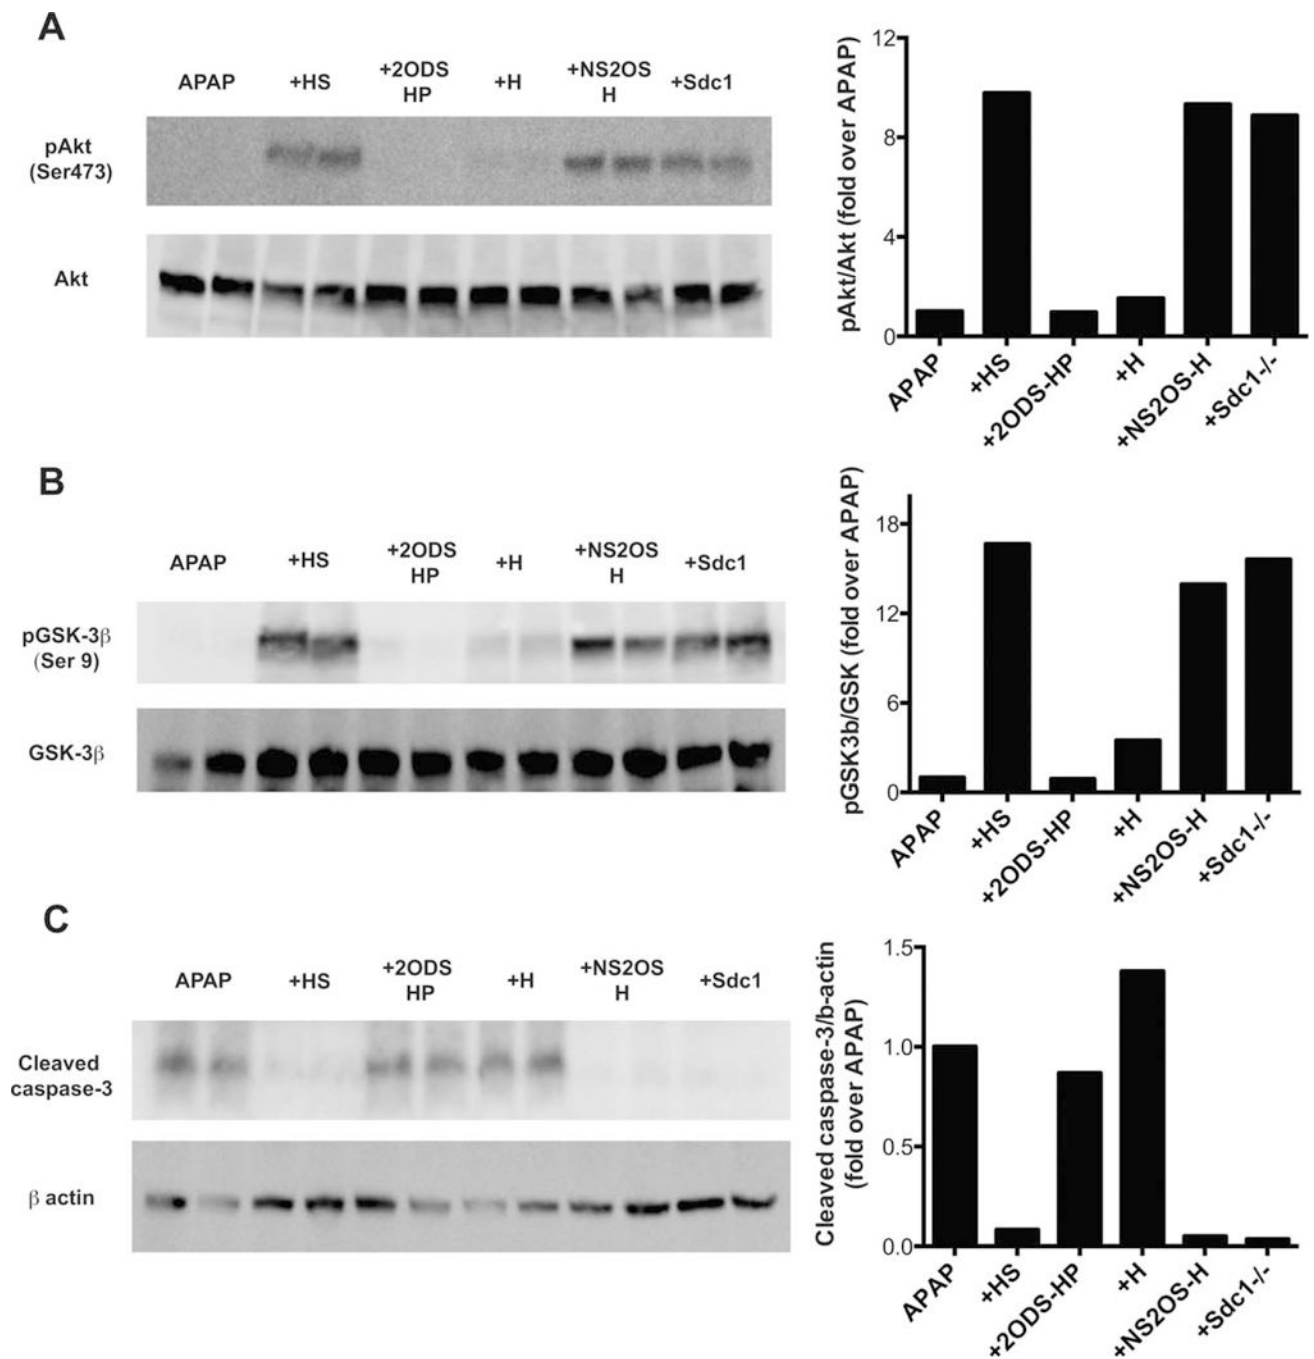 A
APAP
+HS
+2ODS
HP
+H
+NS2OS
H
+Sdc1
pAkt
(Ser473)
Akt
pAkt/Akt (fold over APAP)
12
8
4
0
APAP
+HS
+2ODS-HP
+H
+NS2OS-H
+Sdc1-/-
B
APAP
+HS
+2ODS
HP
+H
+NS2OS
H
+Sdc1
pGSK-3β
(Ser 9)
GSK-3β
pGSK3b/GSK (fold over APAP)
18
12
6
0
APAP
+HS
+2ODS-HP
+H
+NS2OS-H
+Sdc1-/-
C
APAP
+HS
+2ODS
HP
+H
+NS2OS
H
+Sdc1
Cleaved
caspase-3
β actin
Cleaved caspase-3/b-actin
(fold over APAP)
1.5
1.0
0.5
0.0
APAP
+HS
+2ODS-HP
+H
+NS2OS-H
+Sdc1-/-